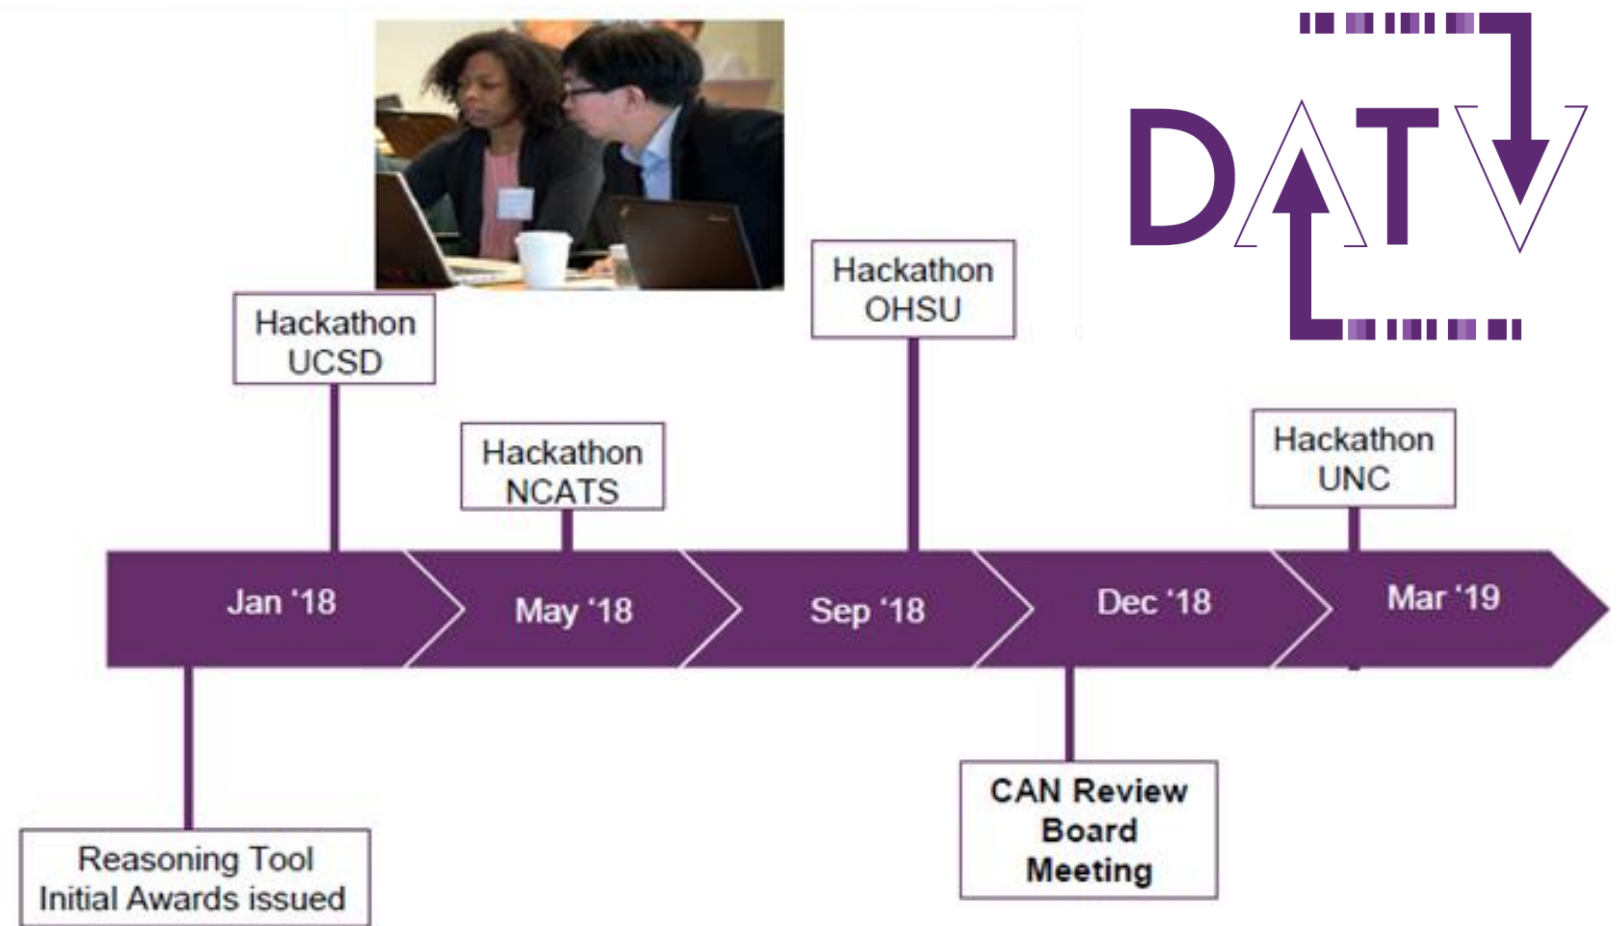 DATV
Hackathon
UCSD
Hackathon
NCATS
Hackathon
OHSU
Hackathon
UNC
Jan ‘18
May ‘18
Sep ‘18
Dec ‘18
Mar ‘19
Reasoning Tool
Initial Awards issued
CAN Review
Board
Meeting